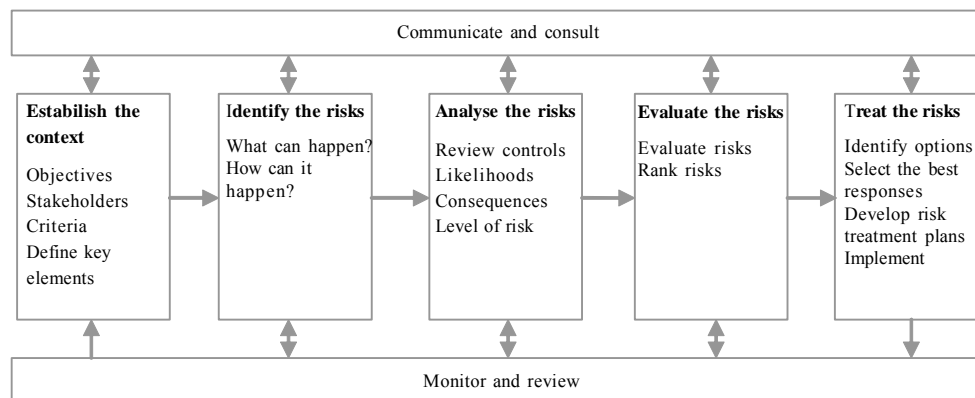 Communicate and consult
Estabilish the
context
Objectives
Stakeholders
Criteria
Define key
elements
Identify the risks
What can happen?
How can it
happen?
Analyse the risks
Review controls
Likelihoods
Consequences
Level of risk
Evaluate the risks
Evaluate risks
Rank risks
Treat the risks
Identify options
Select the best
responses
Develop risk
treatment plans
Implement
Monitor and review